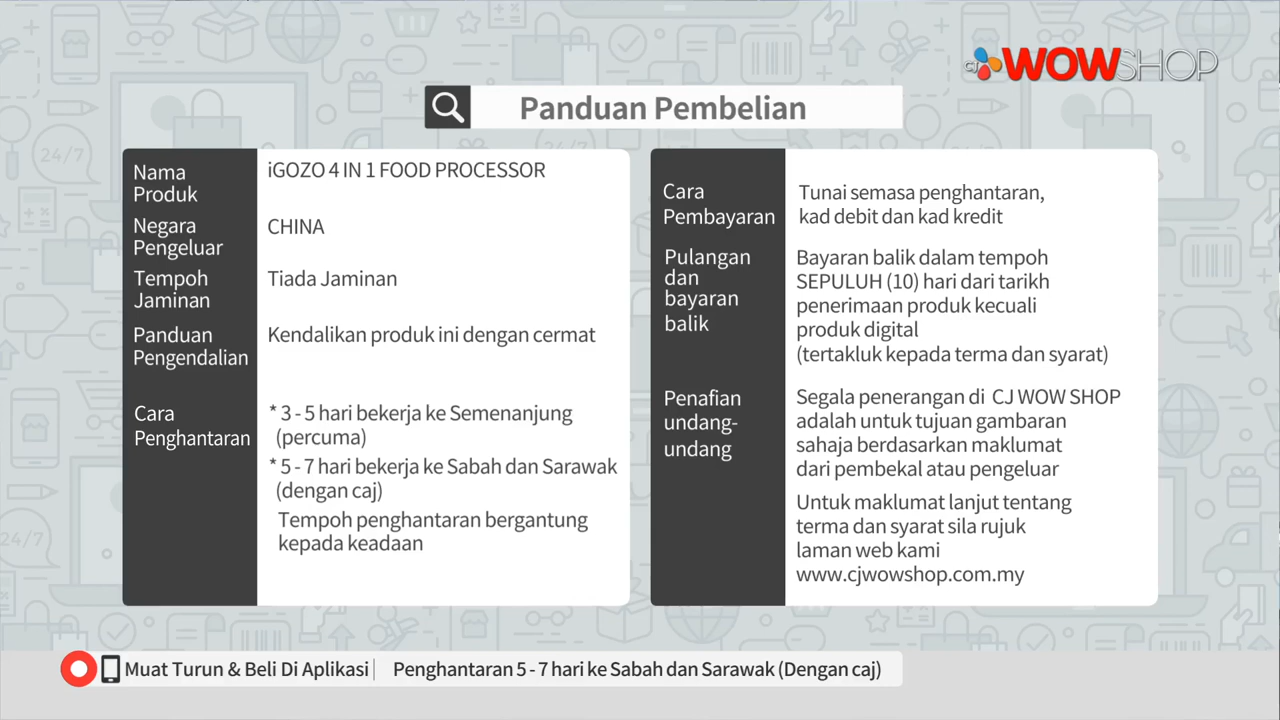 CJ WOWSHOP
Panduan Pembelian
Nama
Produk
iGOZO 4 IN 1 FOOD PROCESSOR
Negara
Pengeluar
CHINA
Tempoh
Jaminan
Tiada Jaminan
Panduan
Pengendalian
Kendalikan produk ini dengan cermat
Cara
Penghantaran
* 3 - 5 hari bekerja ke Semenanjung
(percuma)
* 5 - 7 hari bekerja ke Sabah dan Sarawak
(dengan caj)
Tempoh penghantaran bergantung
kepada keadaan
Cara
Pembayaran
Tunai semasa penghantaran,
kad debit dan kad kredit
Pulangan
dan
bayaran
balik
Bayaran balik dalam tempoh
SEPULUH (10) hari dari tarikh
penerimaan produk kecuali
produk digital
(tertakluk kepada terma dan syarat)
Penafian
undang-
undang
Segala penerangan di CJ WOW SHOP
adalah untuk tujuan gambaran
sahaja berdasarkan maklumat
dari pembekal atau pengeluar
Untuk maklumat lanjut tentang
terma dan syarat sila rujuk
laman web kami
www.cjwowshop.com.my
24/7
24/7
Muat Turun & Beli Di Aplikasi | Penghantaran 5 - 7 hari ke Sabah dan Sarawak (Dengan caj)